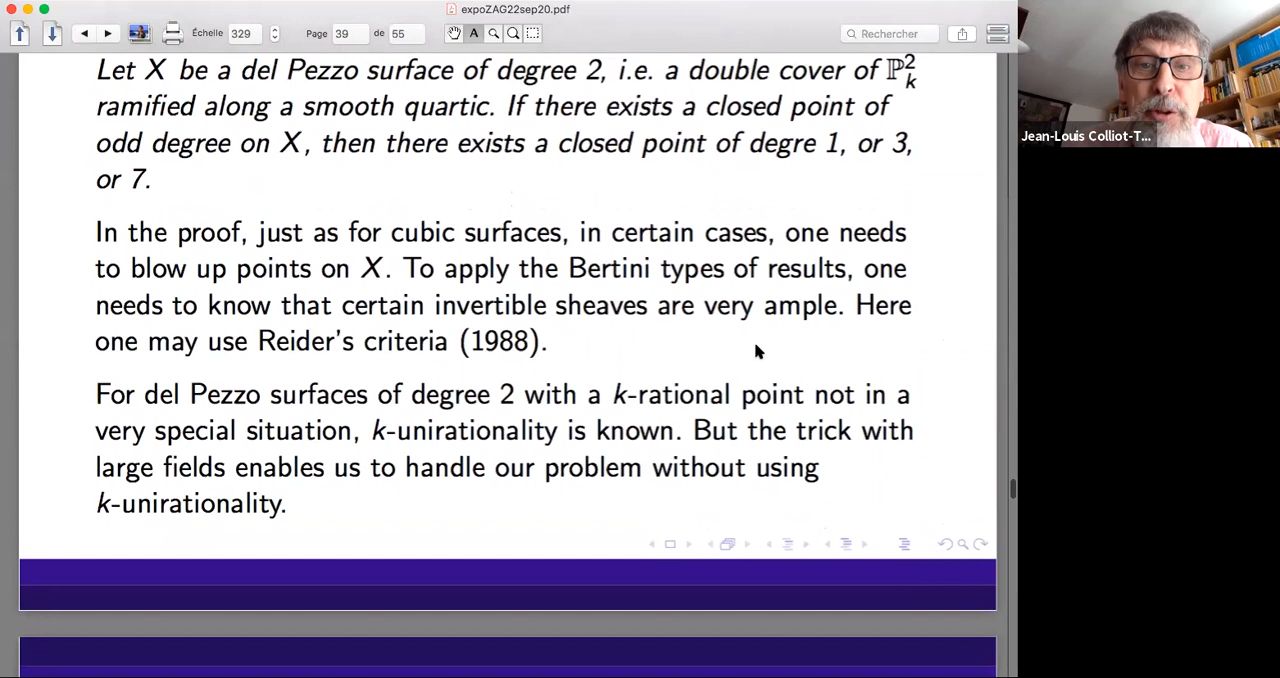 expoZAG22sep20.pdf
Échelle 329 Page 39 de 55 Rechercher
Let X be a del Pezzo surface of degree 2, i.e. a double cover of ℙ²ₖ
ramified along a smooth quartic. If there exists a closed point of
odd degree on X, then there exists a closed point of degre 1, or 3,
or 7.
In the proof, just as for cubic surfaces, in certain cases, one needs
to blow up points on X. To apply the Bertini types of results, one
needs to know that certain invertible sheaves are very ample. Here
one may use Reider's criteria (1988).
For del Pezzo surfaces of degree 2 with a k-rational point not in a
very special situation, k-unirationality is known. But the trick with
large fields enables us to handle our problem without using
k-unirationality.
Jean-Louis Colliot-T...